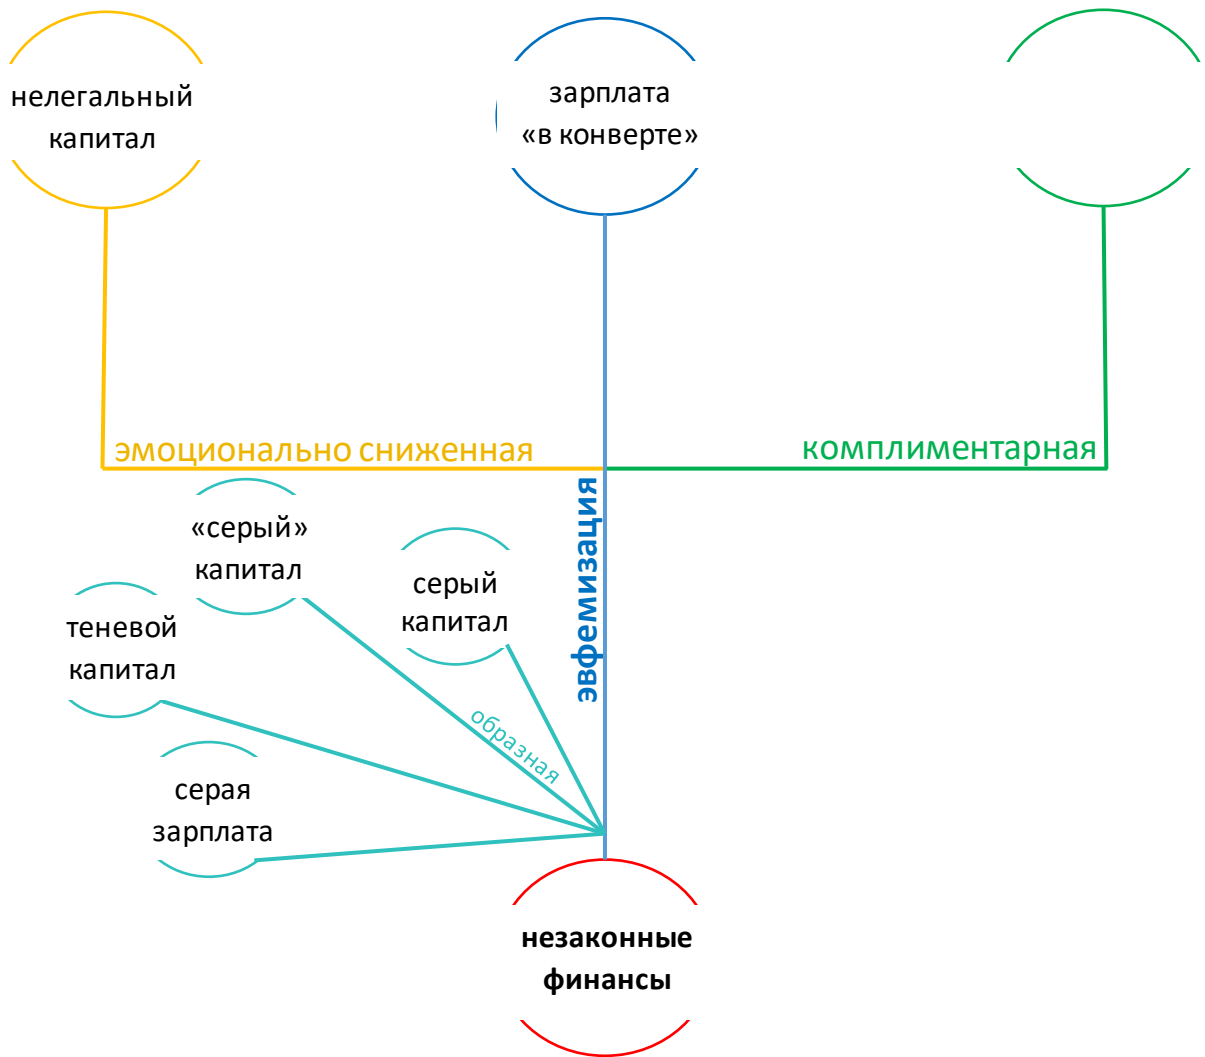 нелегальный
капитал
зарплата
«в конверте»
эмоционально сниженная
комплиментарная
эвфемизация
«серый»
капитал
серый
капитал
теневой
капитал
образная
серая
зарплата
незаконные
финансы